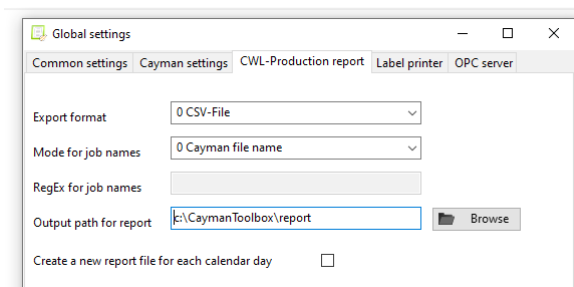 Global settings
Common settings Cayman settings CWL-Production report Label printer OPC server
Export format 0 CSV-File
Mode for job names 0 Cayman file name
RegEx for job names
Output path for report c:\CaymanToolbox\report Browse
Create a new report file for each calendar day